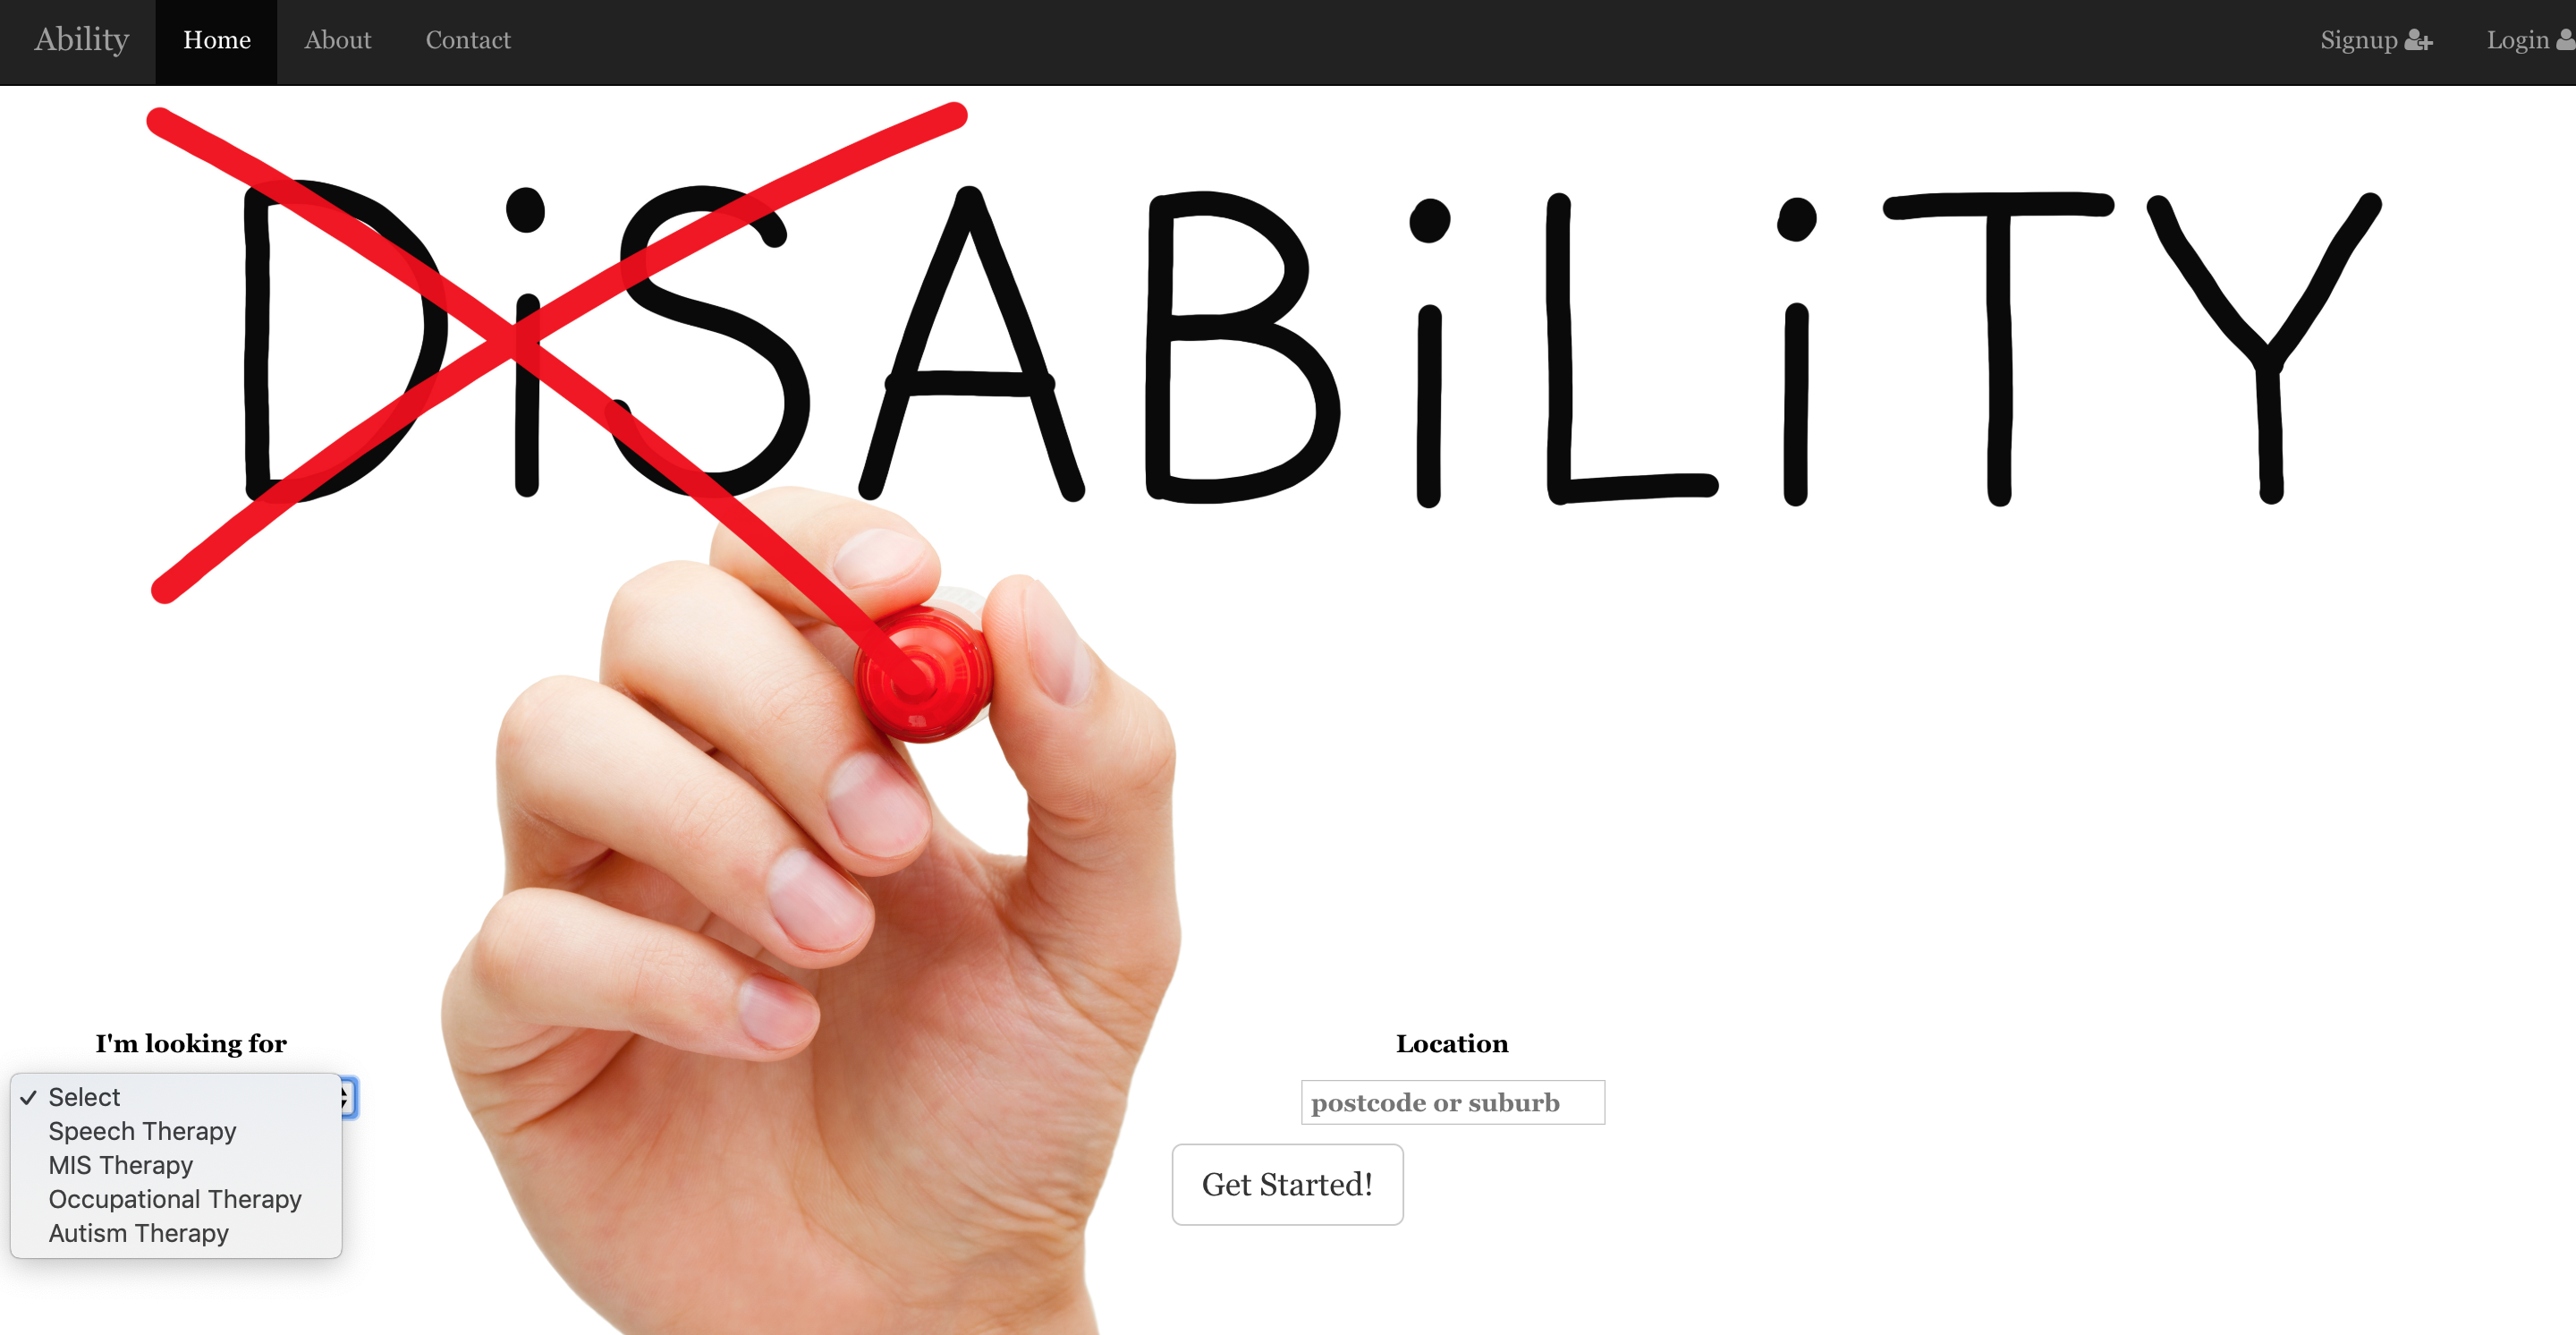 Ability Home About Contact Signup Login
DiSABiLiTY
I'm looking for
Select
Speech Therapy
MIS Therapy
Occupational Therapy
Autism Therapy
Location
postcode or suburb
Get Started!